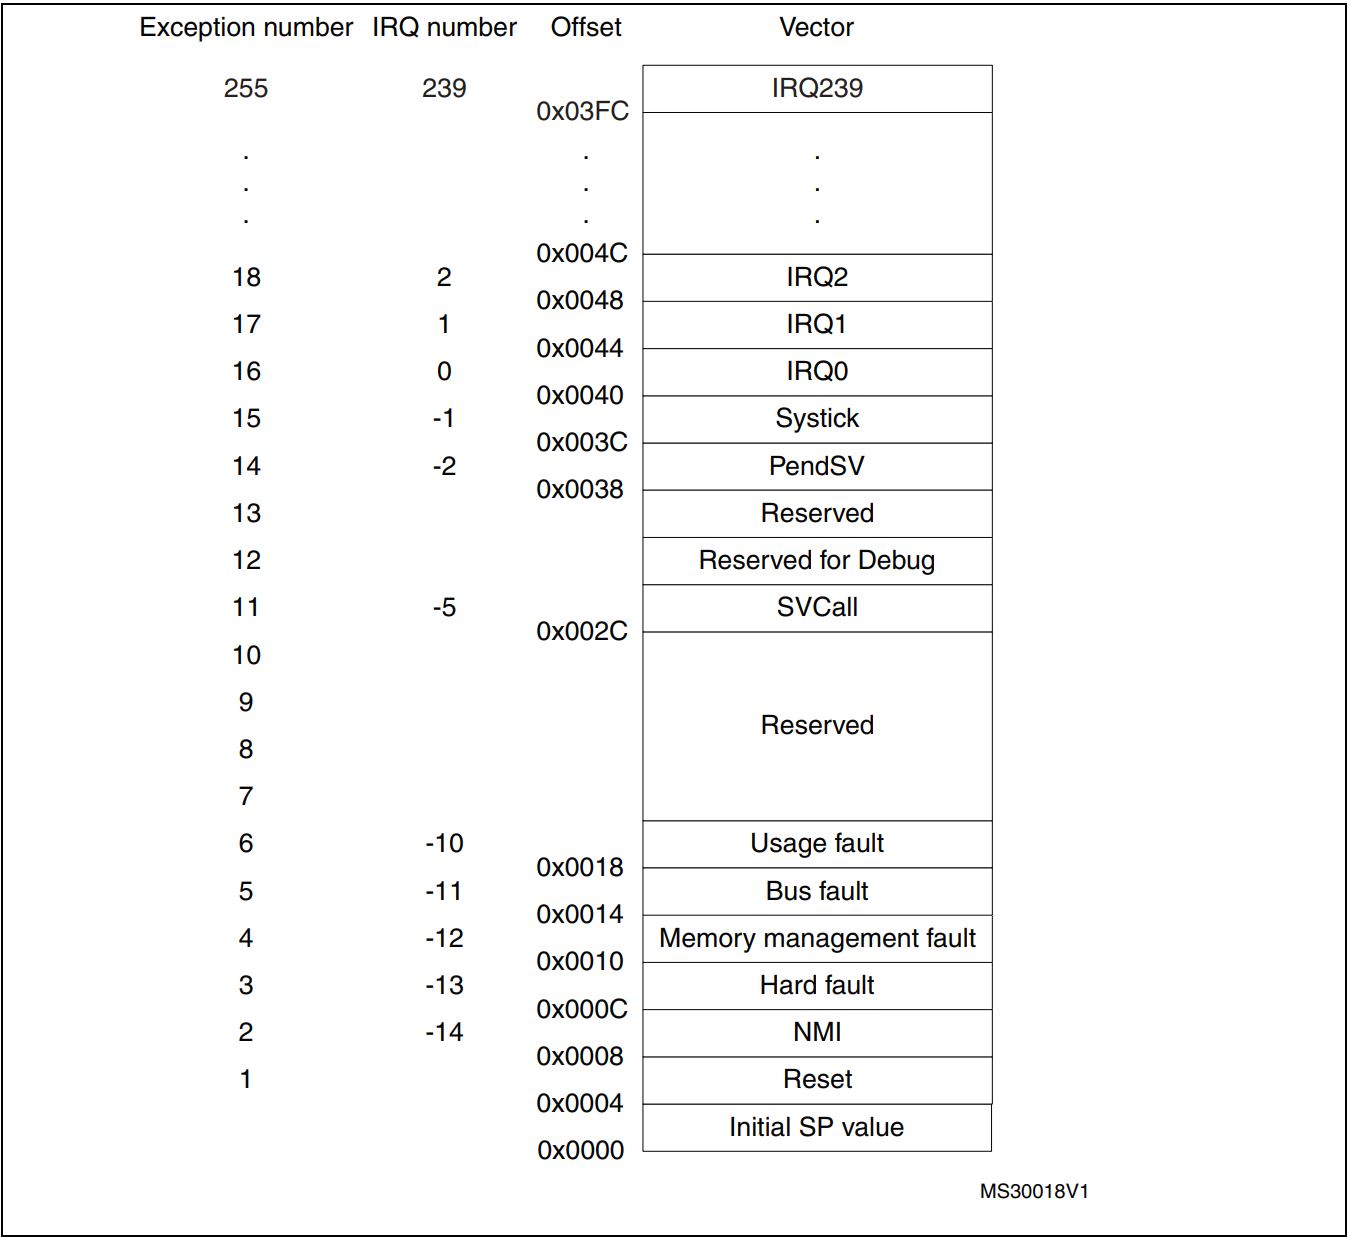 Exception number IRQ number Offset Vector
255 239 IRQ239
0x03FC
. . .
. . .
. . .
0x004C
18 2 IRQ2
0x0048
17 1 IRQ1
0x0044
16 0 IRQ0
0x0040
15 -1 Systick
0x003C
14 -2 PendSV
0x0038
13 Reserved
12 Reserved for Debug
11 -5 SVCall
0x002C
10
9
Reserved
8
7
6 -10 Usage fault
0x0018
5 -11 Bus fault
0x0014
4 -12 Memory management fault
0x0010
3 -13 Hard fault
0x000C
2 -14 NMI
0x0008
1 Reset
0x0004
Initial SP value
0x0000
MS30018V1